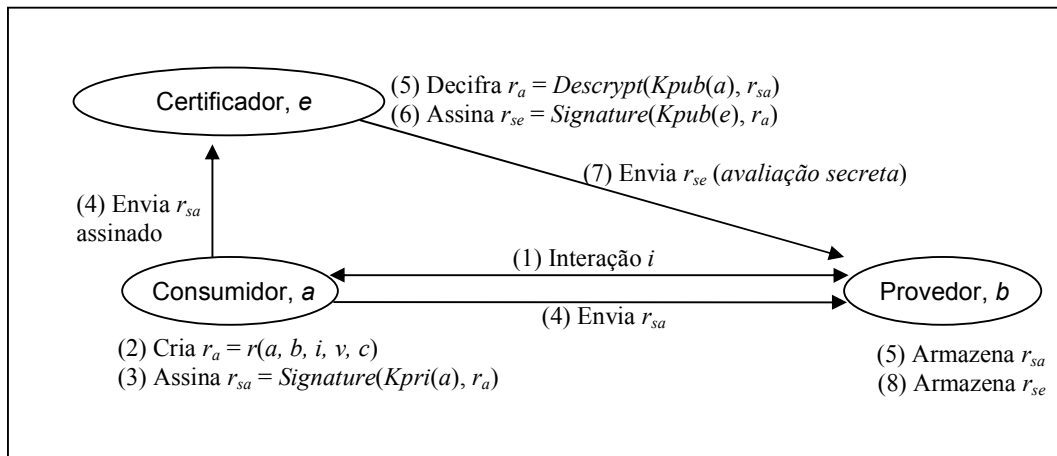 Certificador, e
(5) Decifra ra = Descrypt(Kpub(a), rsa)
(6) Assina rse = Signature(Kpub(e), ra)
(7) Envia rse (avaliação secreta)
(4) Envia rsa
assinado
(1) Interação i
Consumidor, a
Provedor, b
(4) Envia rsa
(2) Cria ra = r(a, b, i, v, c)
(3) Assina rsa = Signature(Kpri(a), ra)
(5) Armazena rsa
(8) Armazena rse